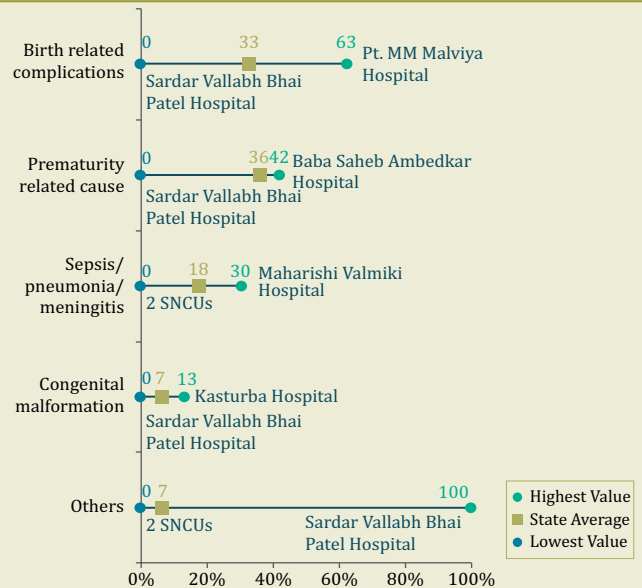 Birth related
complications
0
33
63
Pt. MM Malviya
Hospital
Sardar Vallabh Bhai
Patel Hospital
Prematurity
related cause
0
36
42
Baba Saheb Ambedkar
Hospital
Sardar Vallabh Bhai
Patel Hospital
Sepsis/
pneumonia/
meningitis
0
18
30
Maharishi Valmiki
Hospital
2 SNCUs
Congenital
malformation
0
7
13
Kasturba Hospital
Sardar Vallabh Bhai
Patel Hospital
Others
0
7
100
2 SNCUs
Sardar Vallabh Bhai
Patel Hospital
Highest Value
State Average
Lowest Value
0%
20%
40%
60%
80%
100%